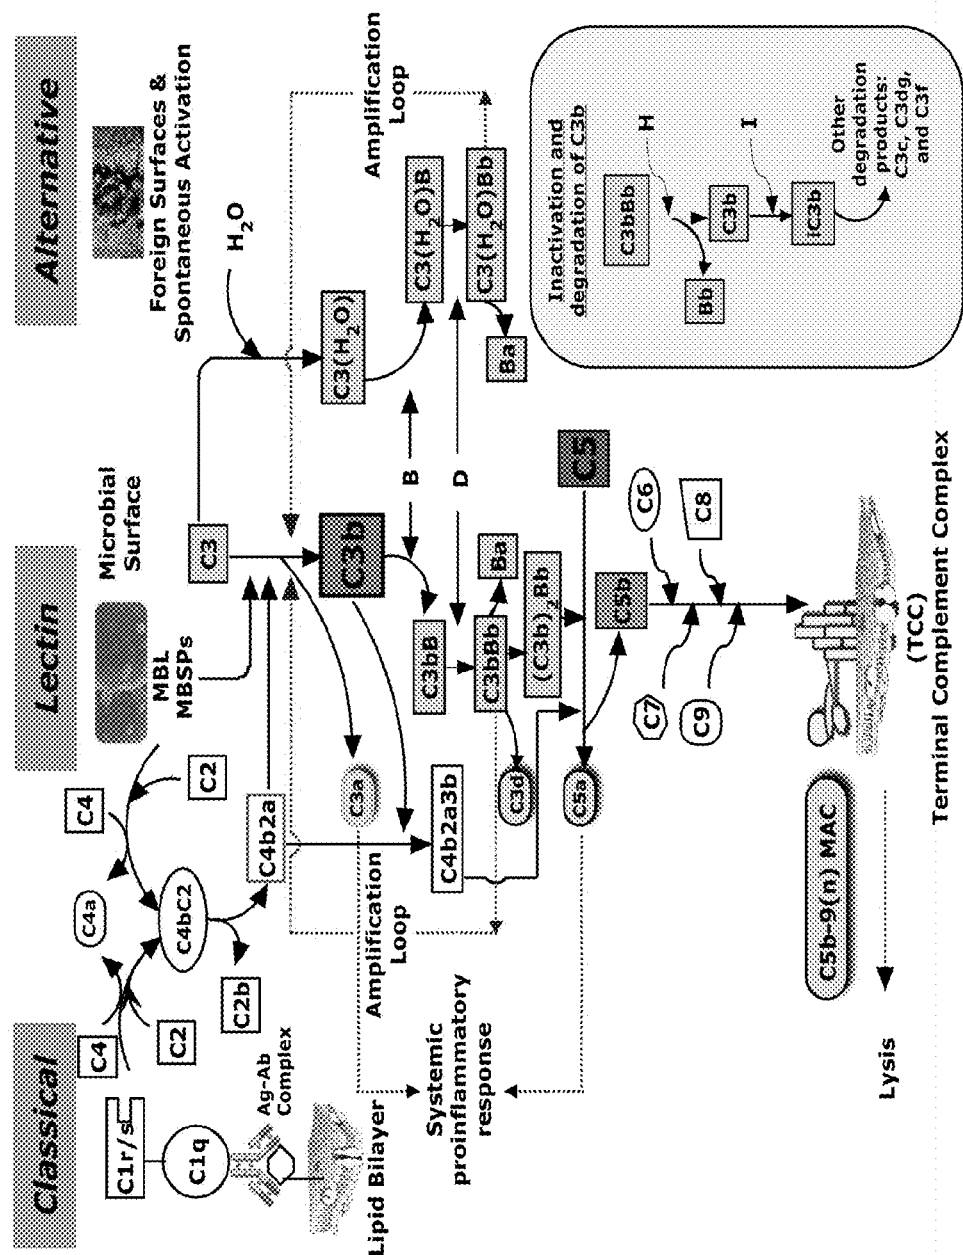 Classical
Lectin
Alternative
C1r/s
C1q
Ag-Ab
Complex
Lipid Bilayer
C4
C2
C4a
C4bC2
C2b
C4
C2
C4b2a
MBL
MBSPs
Microbial
Surface
Foreign Surfaces &
Spontaneous Activation
H2O
C3
C3(H2O)
C3b
C3a
Amplification
Loop
Amplification
Loop
B
D
C3(H2O)B
C3(H2O)Bb
Ba
C3bB
C3bBb
Ba
(C3b)2Bb
C3d
C4b2a3b
C5
C5a
C5b
Systemic
proinflammatory
response
C6
C7
C8
C9
C5b-9(n) MAC
Lysis
(TCC)
Terminal Complement Complex
Inactivation and
degradation of C3b
C3bBb
H
Bb
C3b
I
iC3b
Other
degradation
products:
C3c, C3dg,
and C3f